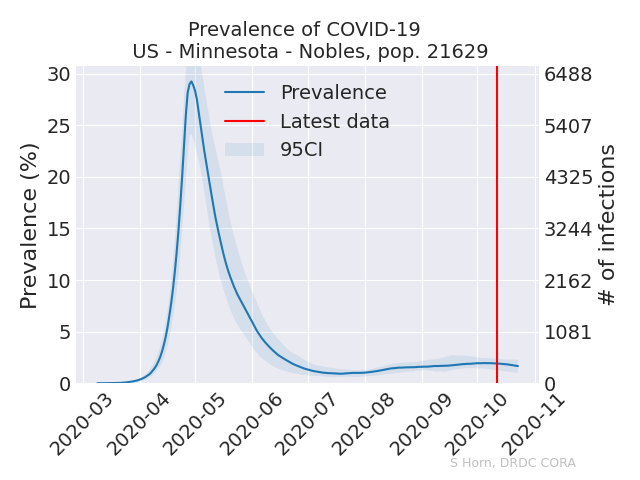 Prevalence of COVID-19
US - Minnesota - Nobles, pop. 21629
Prevalence (%)
30
25
20
15
10
5
0
6488
5407
4325
3244
2162
1081
0
# of infections
Prevalence
Latest data
95CI
2020-03
2020-04
2020-05
2020-06
2020-07
2020-08
2020-09
2020-10
2020-11
S Horn, DRDC CORA